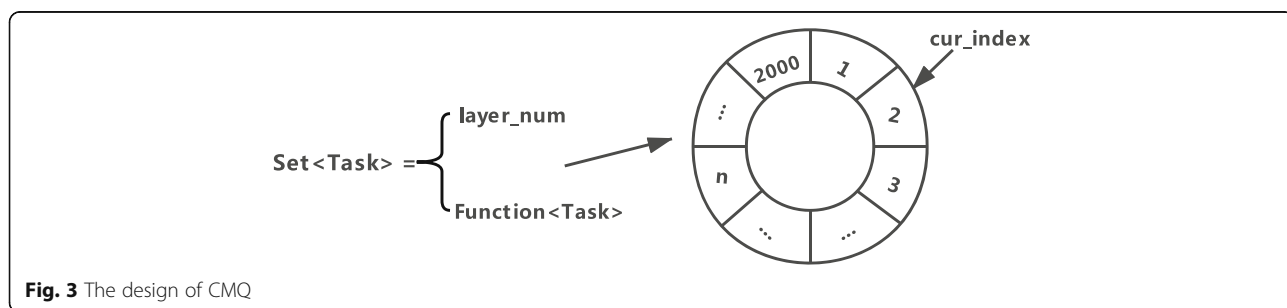 cur_index
2000
1
2
3
...
...
n
...
layer_num
Set<Task> =
Function<Task>
Fig. 3 The design of CMQ